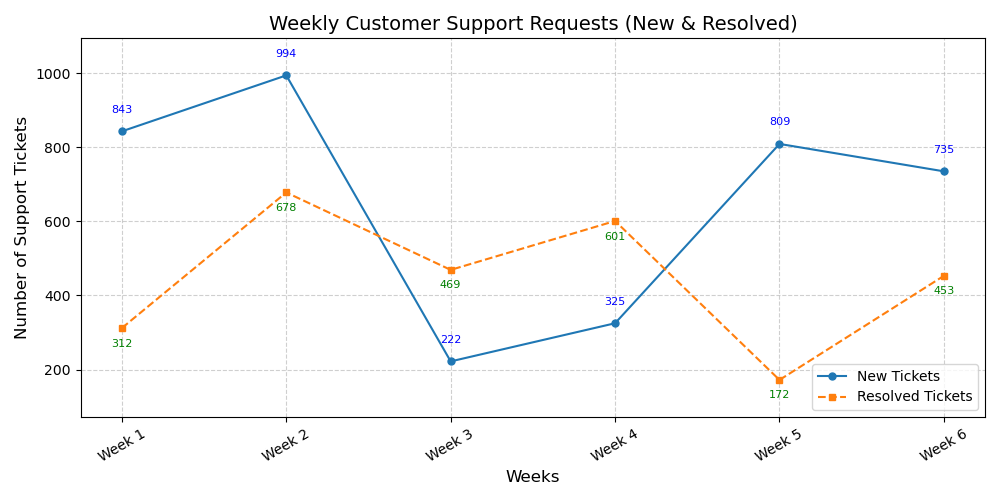 Weekly Customer Support Requests (New & Resolved)
Number of Support Tickets
1000
800
600
400
200
843
994
222
325
809
735
312
678
469
601
172
453
New Tickets
Resolved Tickets
Week 1
Week 2
Week 3
Week 4
Week 5
Week 6
Weeks